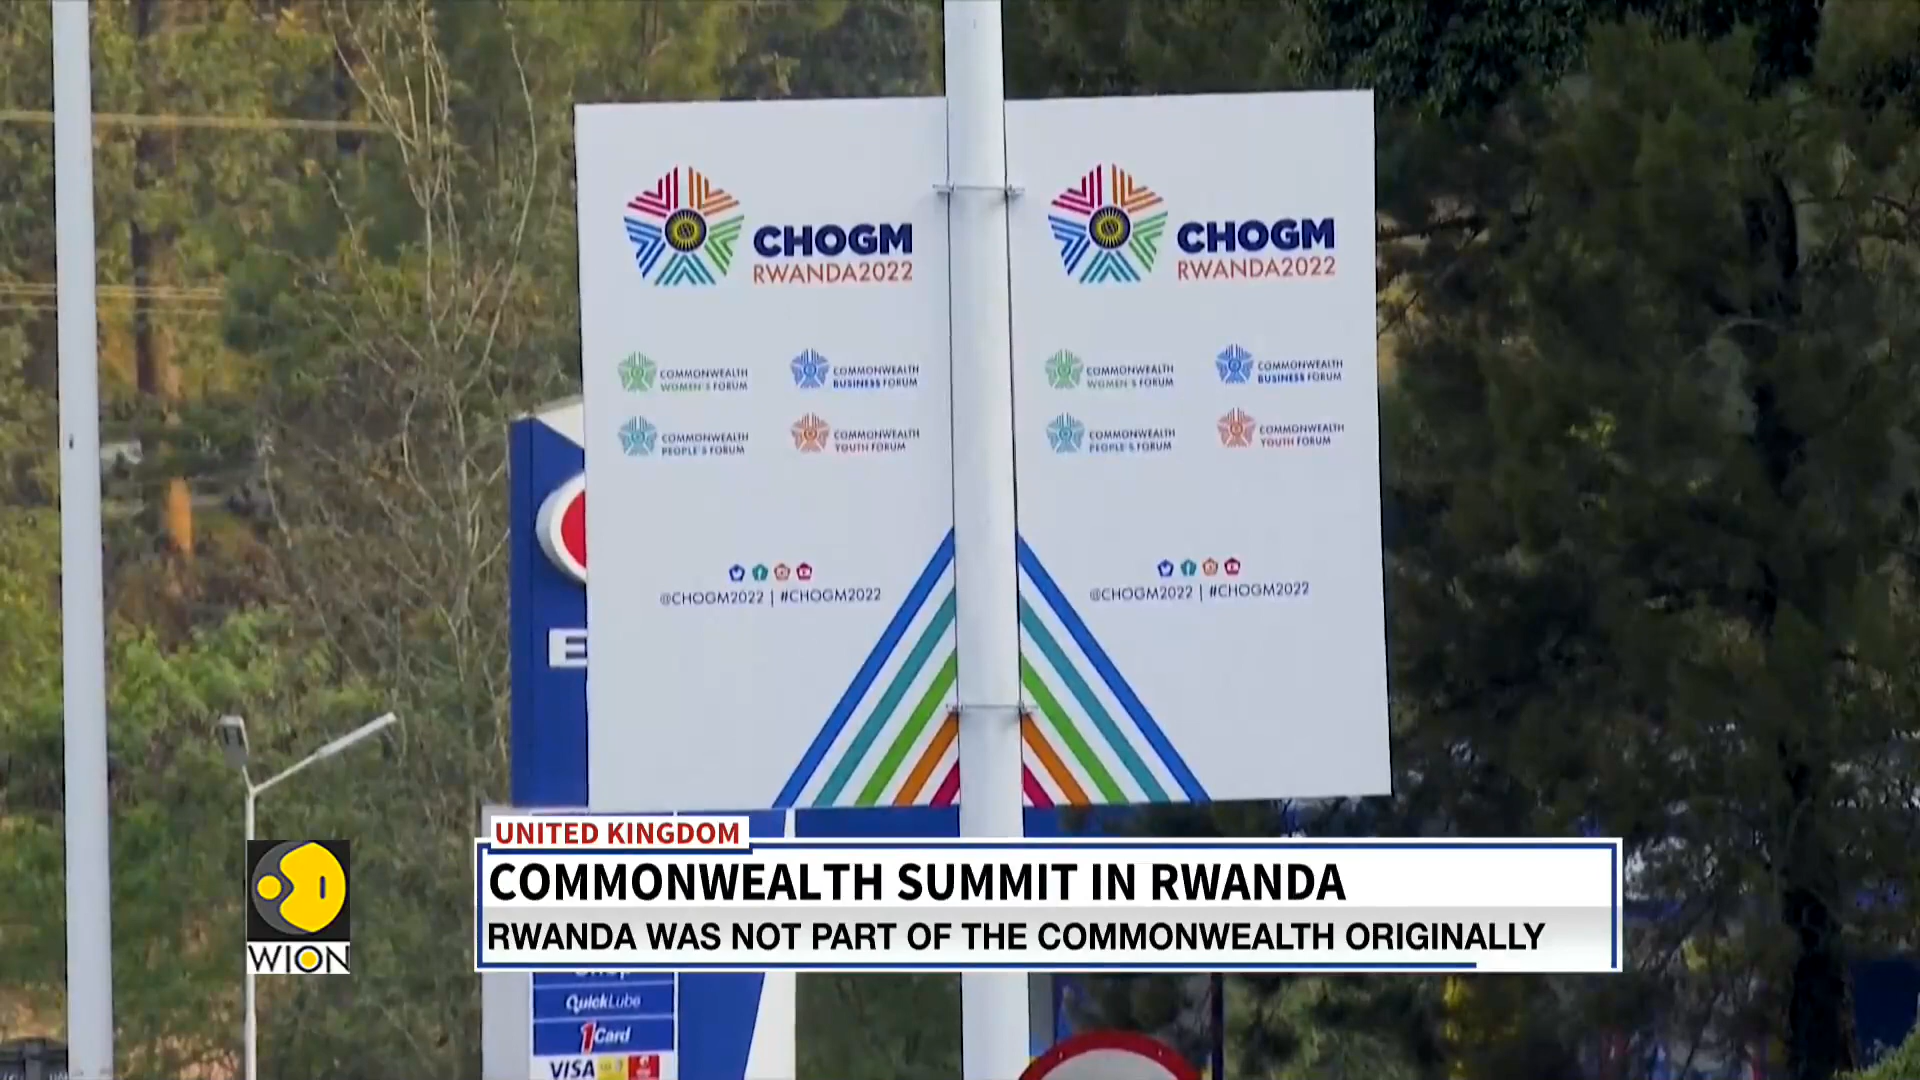 CHOGM
RWANDA2022
COMMONWEALTH
WOMEN'S FORUM
COMMONWEALTH
BUSINESS FORUM
COMMONWEALTH
PEOPLE'S FORUM
COMMONWEALTH
YOUTH FORUM
@CHOGM2022 | #CHOGM2022
CHOGM
RWANDA2022
COMMONWEALTH
WOMEN'S FORUM
COMMONWEALTH
BUSINESS FORUM
COMMONWEALTH
PEOPLE'S FORUM
COMMONWEALTH
YOUTH FORUM
@CHOGM2022 | #CHOGM2022
E
UNITED KINGDOM
COMMONWEALTH SUMMIT IN RWANDA
RWANDA WAS NOT PART OF THE COMMONWEALTH ORIGINALLY
WION
QuickLube
1Card
VISA